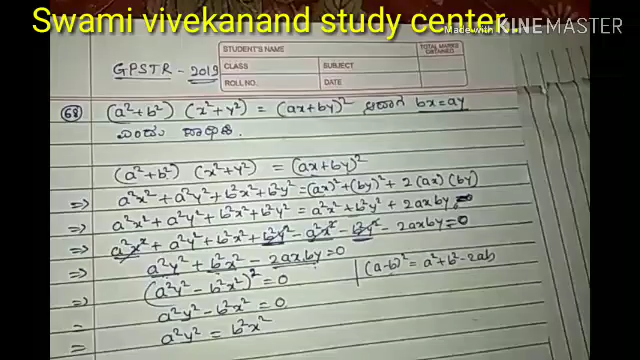 Swami vivekanand study center
Made With KINEMASTER
GPSTR - 2019
STUDENT'S NAME
TOTAL MARKS OBTAINED
CLASS
SUBJECT
ROLL NO.
DATE
68 (a²+b²) (x²+y²) = (ax+by)² ಆದಾಗ bx=ay
ಎಂದು ಸಾಧಿಸಿ
(a²+b²) (x²+y²) = (ax+by)²
⇒ a²x² + a²y² + b²x² + b²y² = (ax)² + (by)² + 2(ax)(by)
⇒ a²x² + a²y² + b²x² + b²y² = a²x² + b²y² + 2axby
⇒ a²x² + a²y² + b²x² + b²y² - a²x² - b²y² - 2axby = 0
⇒ a²y² + b²x² - 2axby = 0
⇒ (a²y² - b²x²)² = 0 (a-b)² = a²+b²-2ab
= a²y² - b²x² = 0
= a²y² = b²x²